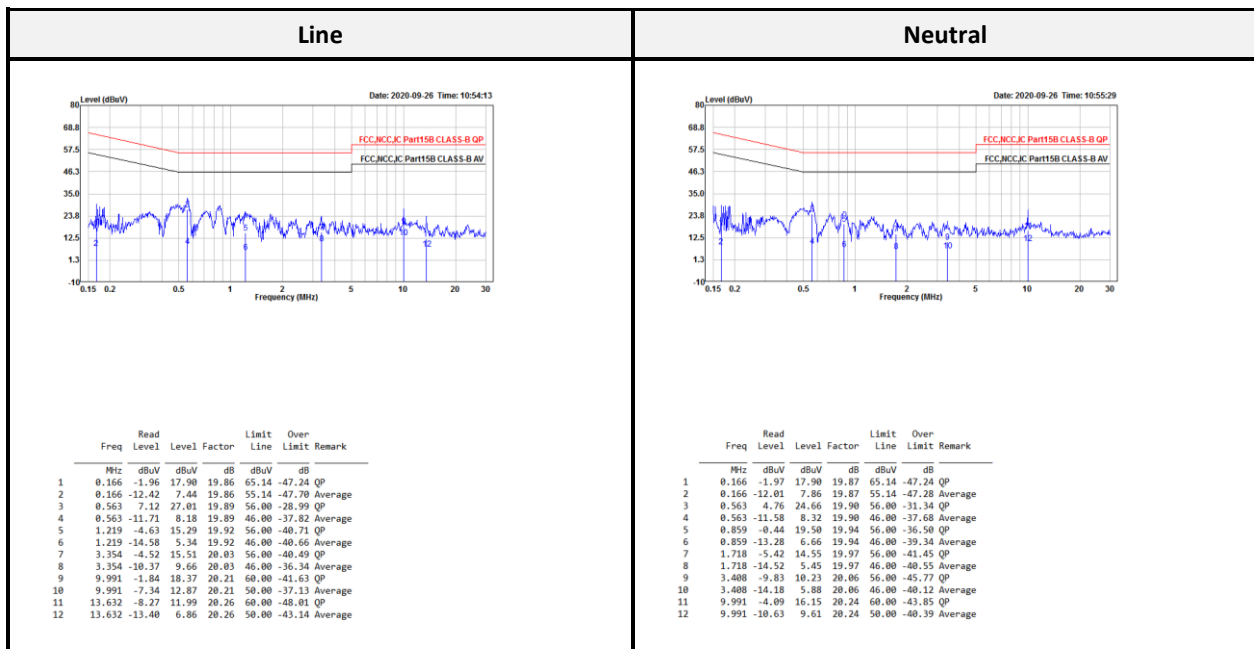 Line
Neutral
Level (dBuV)
Date: 2020-09-26 Time: 10:54:13
80
68.8
57.5
46.3
35.0
23.8
12.5
1.3
-10
FCC,NCC,IC Part15B CLASS-B QP
FCC,NCC,IC Part15B CLASS-B AV
2
4
5
6
8
9
10
12
0.15 0.2 0.5 1 2 5 10 20 30
Frequency (MHz)
Level (dBuV)
Date: 2020-09-26 Time: 10:55:29
80
68.8
57.5
46.3
35.0
23.8
12.5
1.3
-10
FCC,NCC,IC Part15B CLASS-B QP
FCC,NCC,IC Part15B CLASS-B AV
2
4
6
8
9
10
12
0.15 0.2 0.5 1 2 5 10 20 30
Frequency (MHz)
Read Limit Over
Freq Level Level Factor Line Limit Remark
MHz dBuV dBuV dB dBuV dB
1 0.166 -1.96 17.90 19.86 65.14 -47.24 QP
2 0.166 -12.42 7.44 19.86 55.14 -47.70 Average
3 0.563 7.12 27.01 19.89 56.00 -28.99 QP
4 0.563 -11.71 8.18 19.89 46.00 -37.82 Average
5 1.219 -4.63 15.29 19.92 56.00 -40.71 QP
6 1.219 -14.58 5.34 19.92 46.00 -40.66 Average
7 3.354 -4.52 15.51 20.03 56.00 -40.49 QP
8 3.354 -10.37 9.66 20.03 46.00 -36.34 Average
9 9.991 -1.84 18.37 20.21 60.00 -41.63 QP
10 9.991 -7.34 12.87 20.21 50.00 -37.13 Average
11 13.632 -8.27 11.99 20.26 60.00 -48.01 QP
12 13.632 -13.40 6.86 20.26 50.00 -43.14 Average
Read Limit Over
Freq Level Level Factor Line Limit Remark
MHz dBuV dBuV dB dBuV dB
1 0.166 -1.97 17.90 19.87 65.14 -47.24 QP
2 0.166 -12.01 7.86 19.87 55.14 -47.28 Average
3 0.563 4.76 24.66 19.90 56.00 -31.34 QP
4 0.563 -11.58 8.32 19.90 46.00 -37.68 Average
5 0.859 -0.44 19.50 19.94 56.00 -36.50 QP
6 0.859 -13.28 6.66 19.94 46.00 -39.34 Average
7 1.718 -5.42 14.55 19.97 56.00 -41.45 QP
8 1.718 -14.52 5.45 19.97 46.00 -40.55 Average
9 3.408 -9.83 10.23 20.06 56.00 -45.77 QP
10 3.408 -14.18 5.88 20.06 46.00 -40.12 Average
11 9.991 -4.09 16.15 20.24 60.00 -43.85 QP
12 9.991 -10.63 9.61 20.24 50.00 -40.39 Average